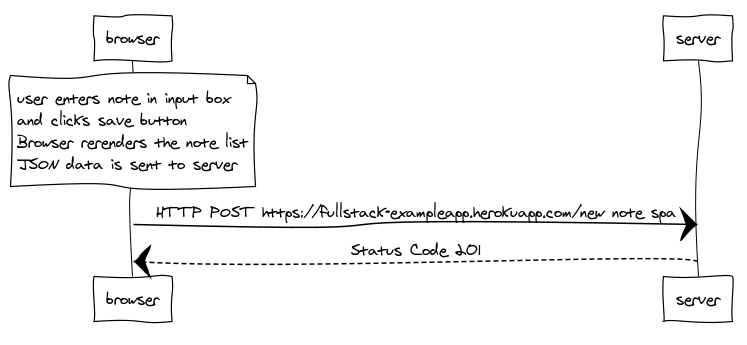 browser
server
user enters note in input box
and clicks save button
Browser rerenders the note list
JSON data is sent to server
HTTP POST https://fullstack-exampleapp.herokuapp.com/new note spa
Status Code 201
browser
server